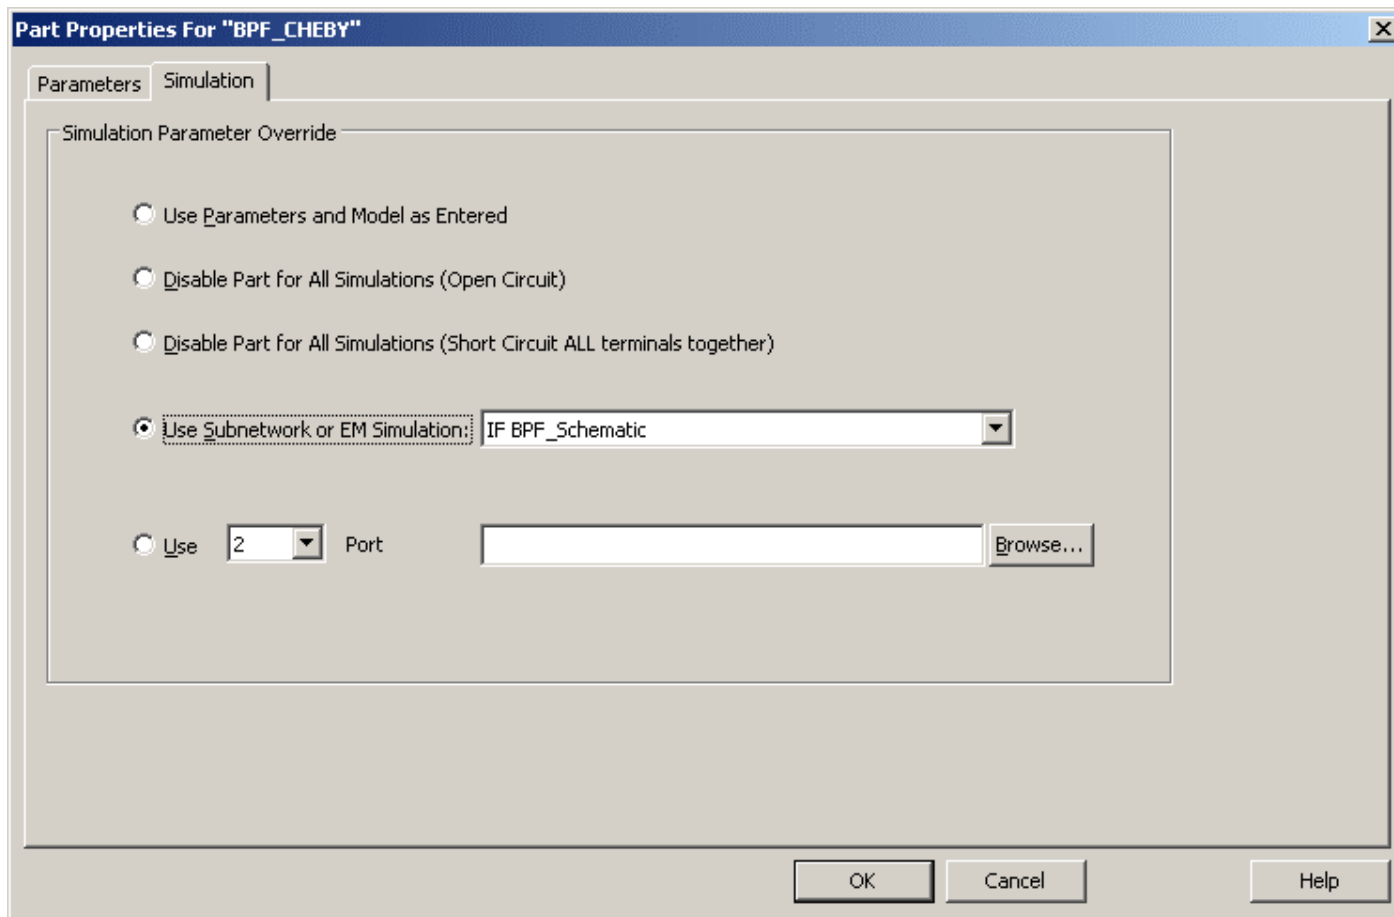 Part Properties For "BPF_CHEBY"
Parameters Simulation
Simulation Parameter Override
Use Parameters and Model as Entered
Disable Part for All Simulations (Open Circuit)
Disable Part for All Simulations (Short Circuit ALL terminals together)
Use Subnetwork or EM Simulation: IF BPF_Schematic
Use 2 Port Browse...
OK Cancel Help